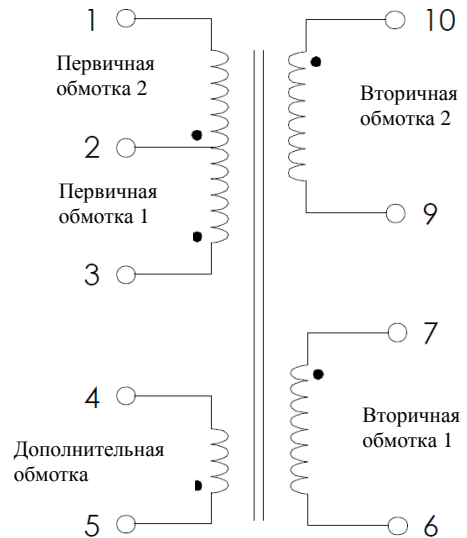 1
Первичная
обмотка 2
2
Первичная
обмотка 1
3
4
Дополнительная
обмотка
5
10
Вторичная
обмотка 2
9
7
Вторичная
обмотка 1
6